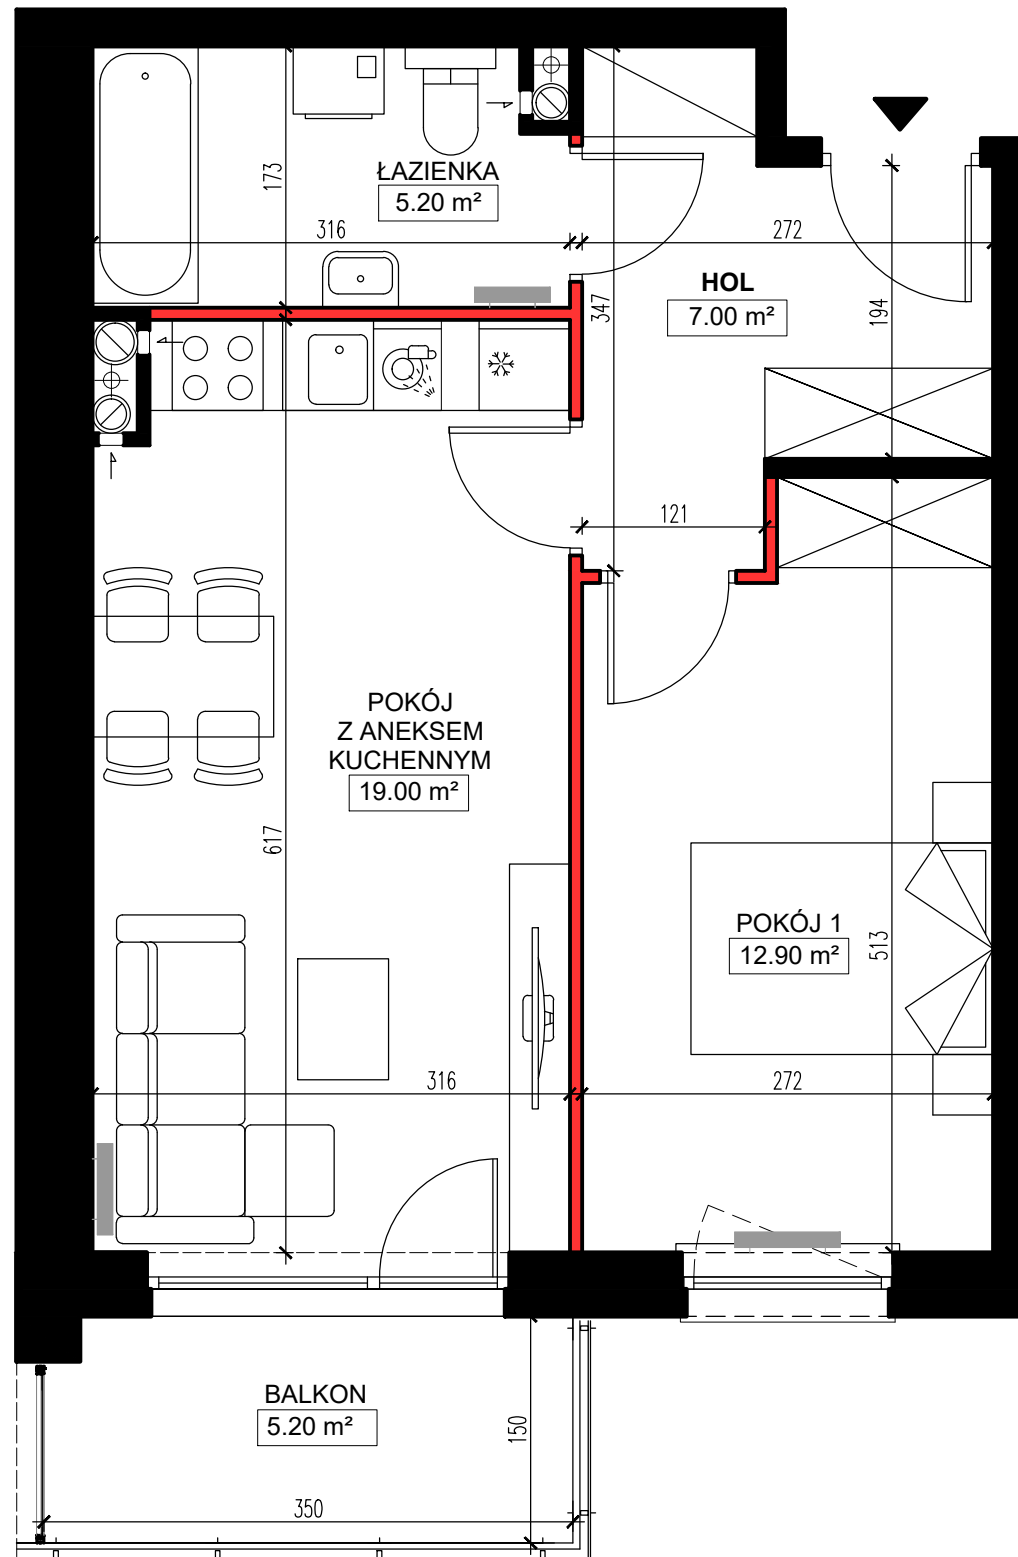 ŁAZIENKA
5.20 m²
173
316
272
HOL
7.00 m²
347
194
121
POKÓJ
Z ANEKSEM
KUCHENNYM
19.00 m²
617
POKÓJ 1
12.90 m²
513
316
272
BALKON
5.20 m²
150
350